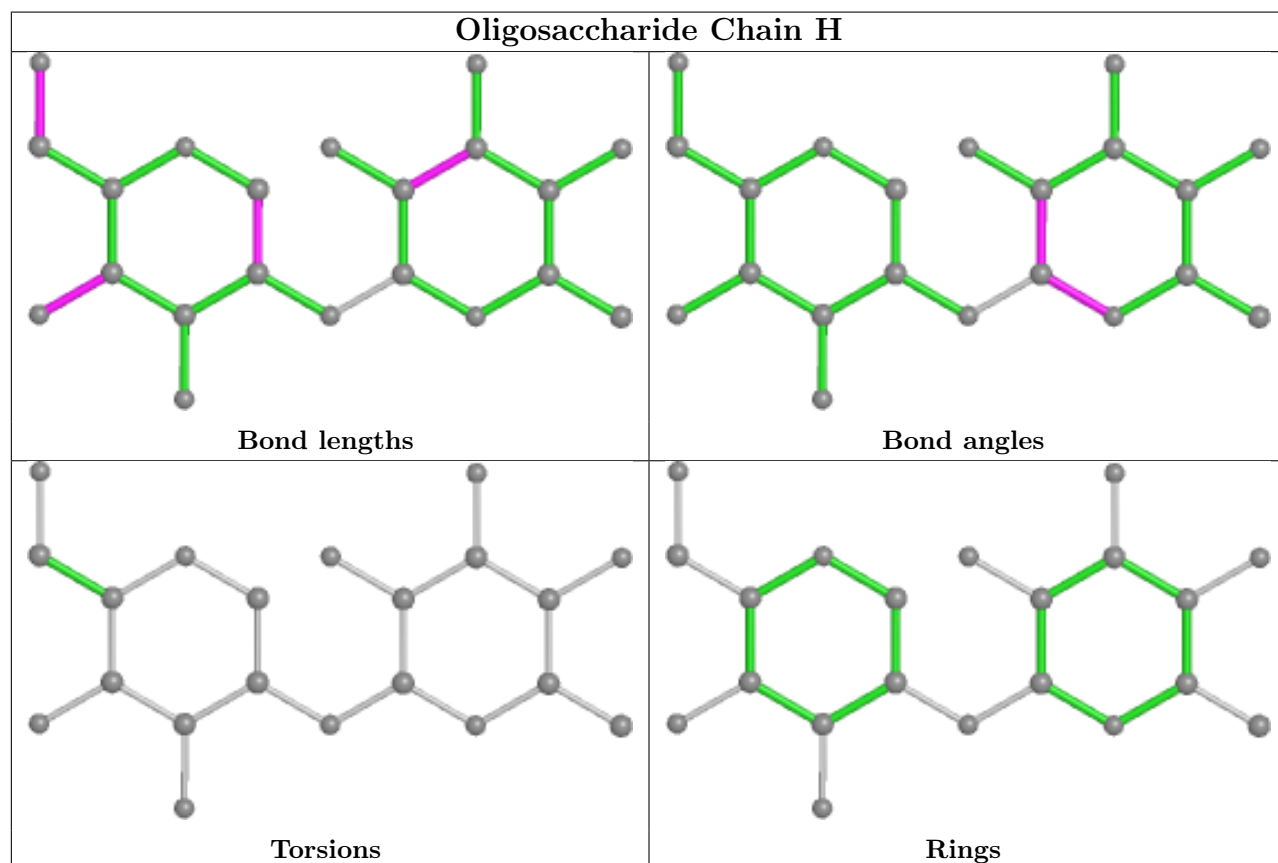 Oligosaccharide Chain H
Bond lengths
Bond angles
Torsions
Rings